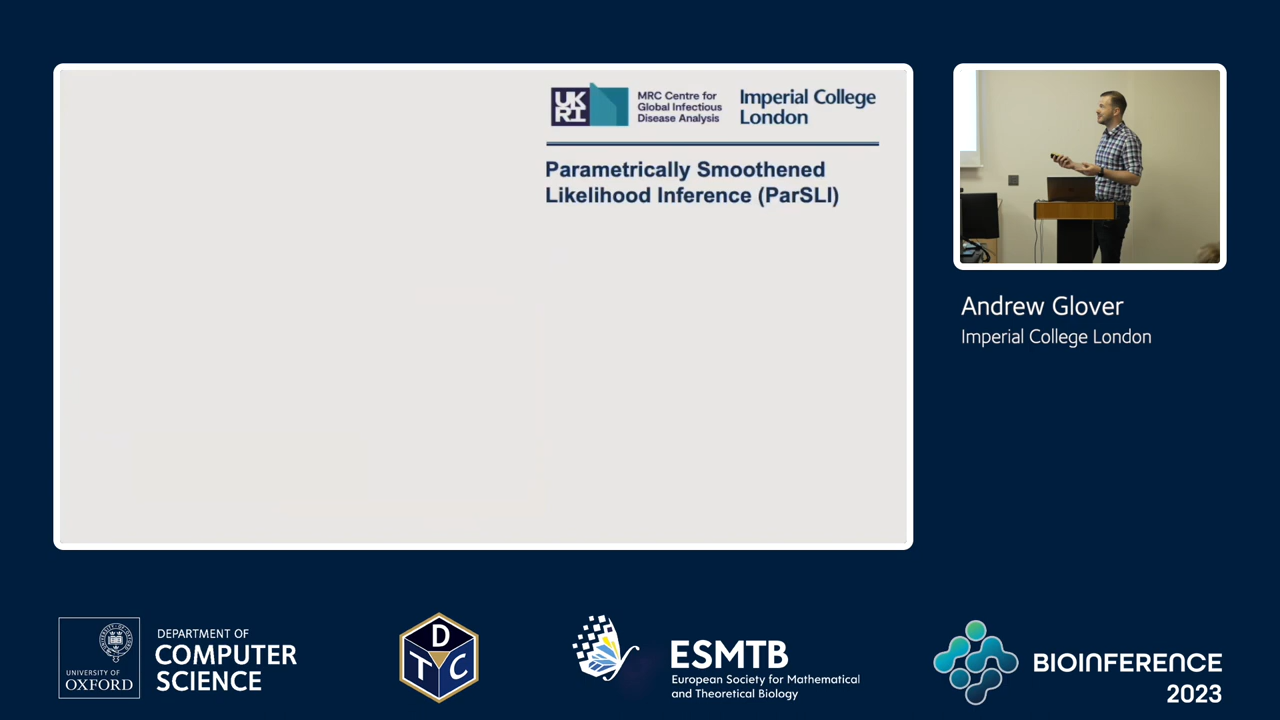 UK
RI
MRC Centre for
Global Infectious
Disease Analysis
Imperial College
London
Parametrically Smoothened
Likelihood Inference (ParSLI)
Andrew Glover
Imperial College London
UNIVERSITY OF
OXFORD
DEPARTMENT OF
COMPUTER
SCIENCE
D
T
C
ESMTB
European Society for Mathematical
and Theoretical Biology
BIOINFERENCE
2023